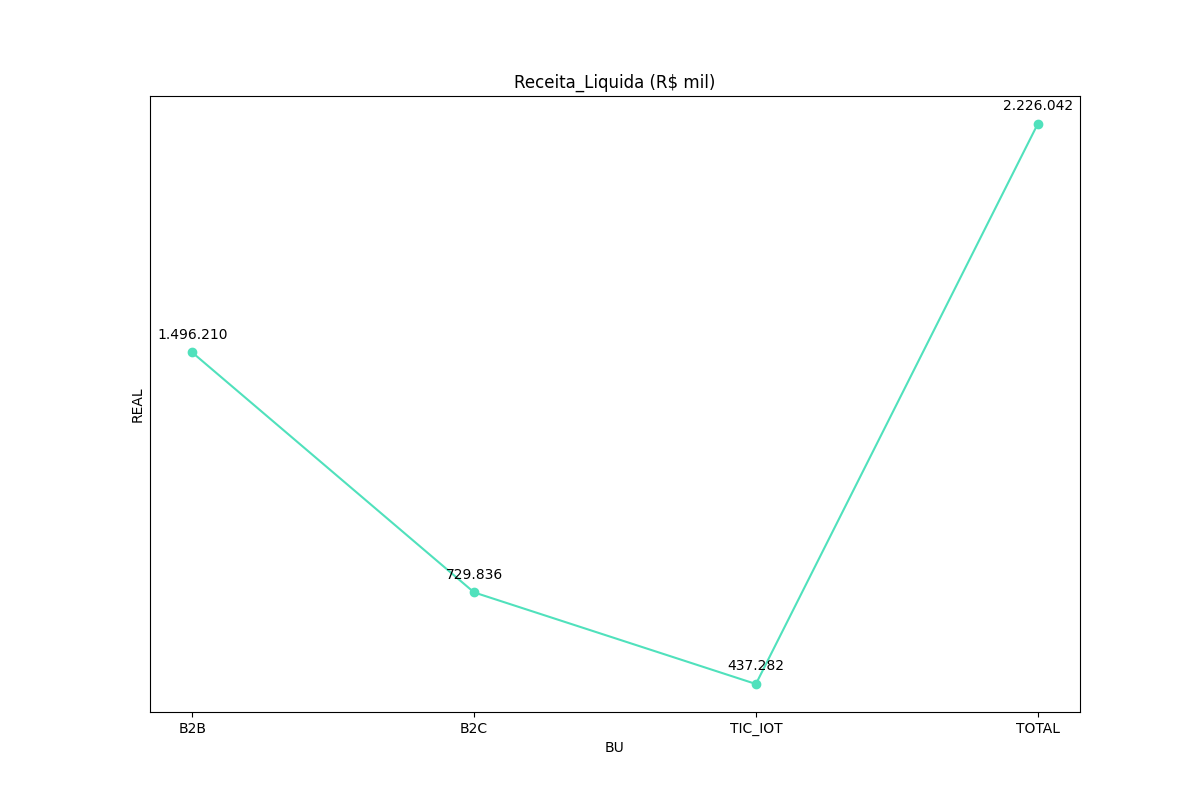 Receita_Liquida (R$ mil)
2.226.042
1.496.210
729.836
437.282
REAL
B2B
B2C
TIC_IOT
TOTAL
BU